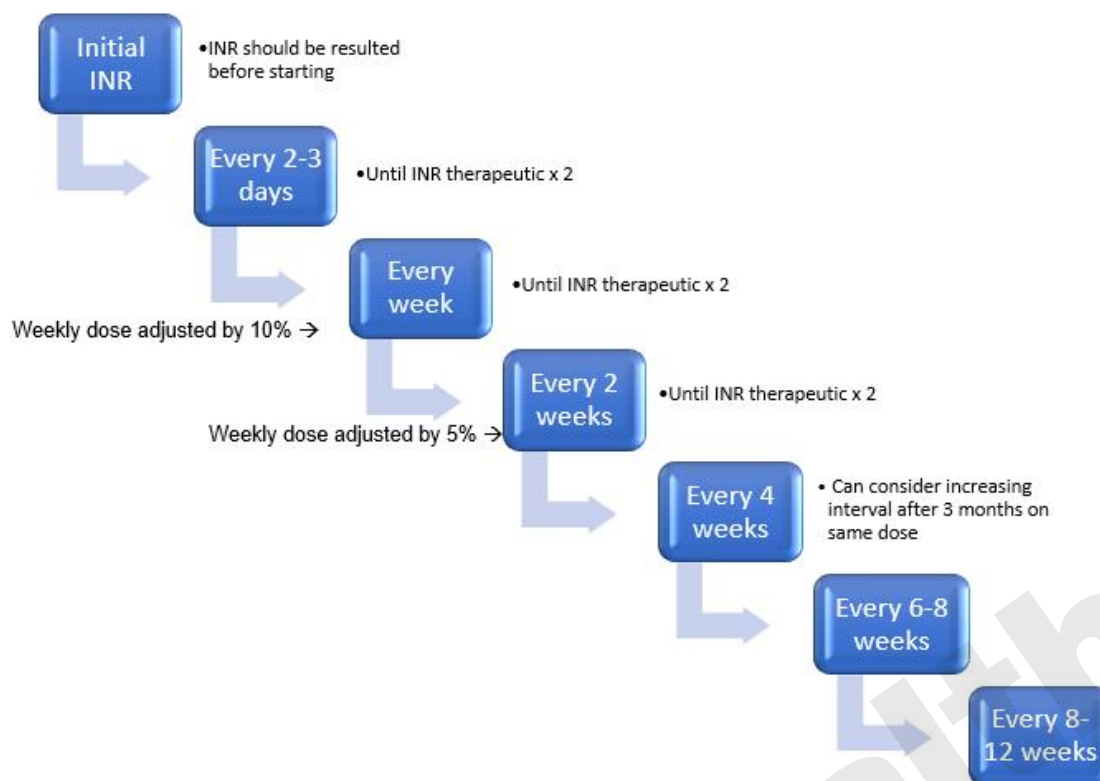 Initial
INR
•INR should be resulted
before starting
Every 2-3
days
•Until INR therapeutic x 2
Every
week
•Until INR therapeutic x 2
Weekly dose adjusted by 10% →
Every 2
weeks
•Until INR therapeutic x 2
Weekly dose adjusted by 5% →
Every 4
weeks
• Can consider increasing
interval after 3 months on
same dose
Every 6-8
weeks
Every 8-
12 weeks